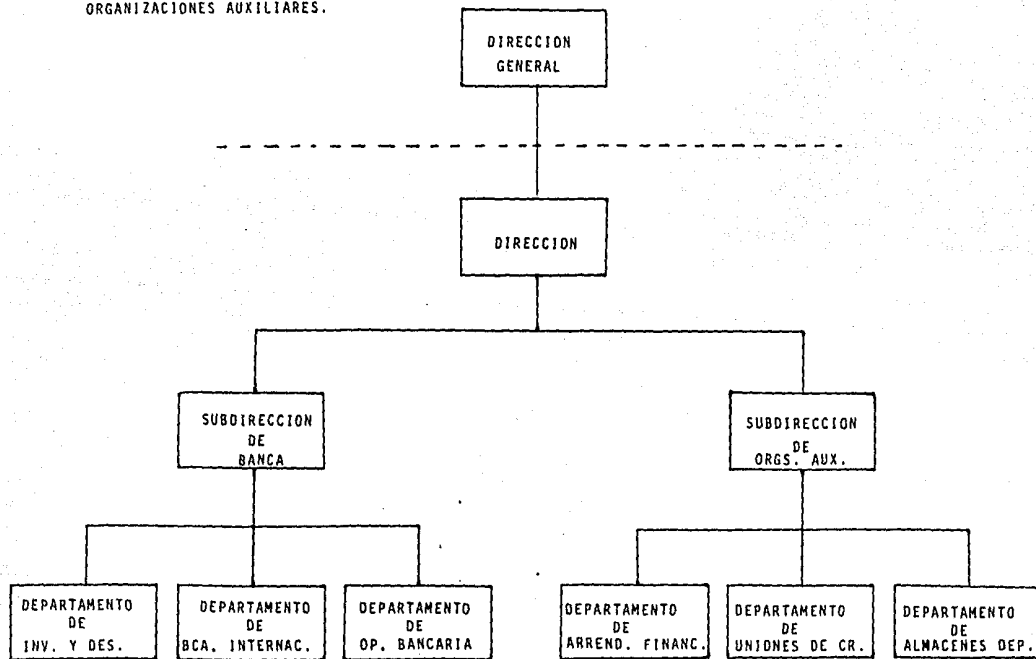 ORGANIZACIONES AUXILIARES.
DIRECCION
GENERAL
DIRECCION
SUBDIRECCION
DE
BANCA
SUBDIRECCION
DE
ORGS. AUX.
DEPARTAMENTO
DE
INV. Y DES.
DEPARTAMENTO
DE
BCA. INTERNAC.
DEPARTAMENTO
DE
OP. BANCARIA
DEPARTAMENTO
DE
ARREND. FINANC.
DEPARTAMENTO
DE
UNIONES DE CR.
DEPARTAMENTO
DE
ALMACENES DEP.